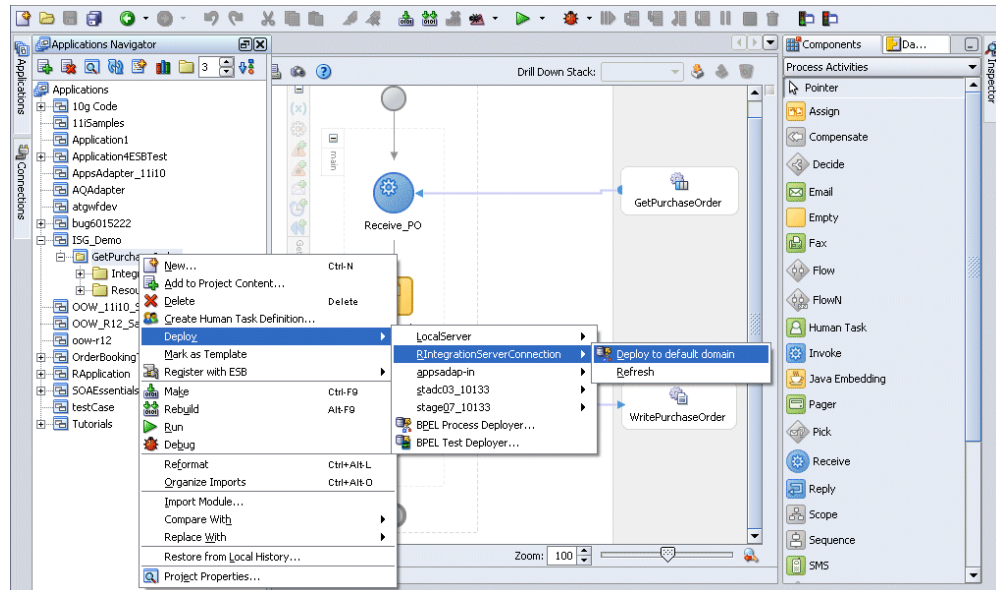 Applications Navigator
Applications
Connections
3
Applications
10g Code
11iSamples
Application1
Application4ESBTest
AppsAdapter_11i10
AQAdapter
atgwfdev
bug6015222
ISG_Demo
GetPurcha
Integ
Resou
OOW_11i10_S
OOW_R12_Sa
oow-r12
OrderBooking
RApplication
SOAEssentials
testCase
Tutorials
Drill Down Stack:
main
Receive_PO
GetPurchaseOrder
WritePurchaseOrder
New... Ctrl-N
Add to Project Content...
Delete Delete
Create Human Task Definition...
Deploy
Mark as Template
Register with ESB
Make Ctrl-F9
Rebuild Alt-F9
Run
Debug
Reformat Ctrl+Alt-L
Organize Imports Ctrl+Alt-O
Import Module...
Compare With
Replace With
Restore from Local History...
Project Properties...
LocalServer
RIntegrationServerConnection
appsadap-in
stadc03_10133
stage07_10133
BPEL Process Deployer...
BPEL Test Deployer...
Deploy to default domain
Refresh
Zoom: 100
Components
Da...
Process Activities
Pointer
Assign
Compensate
Decide
Email
Empty
Fax
Flow
FlowN
Human Task
Invoke
Java Embedding
Pager
Pick
Receive
Reply
Scope
Sequence
SMS
Inspector